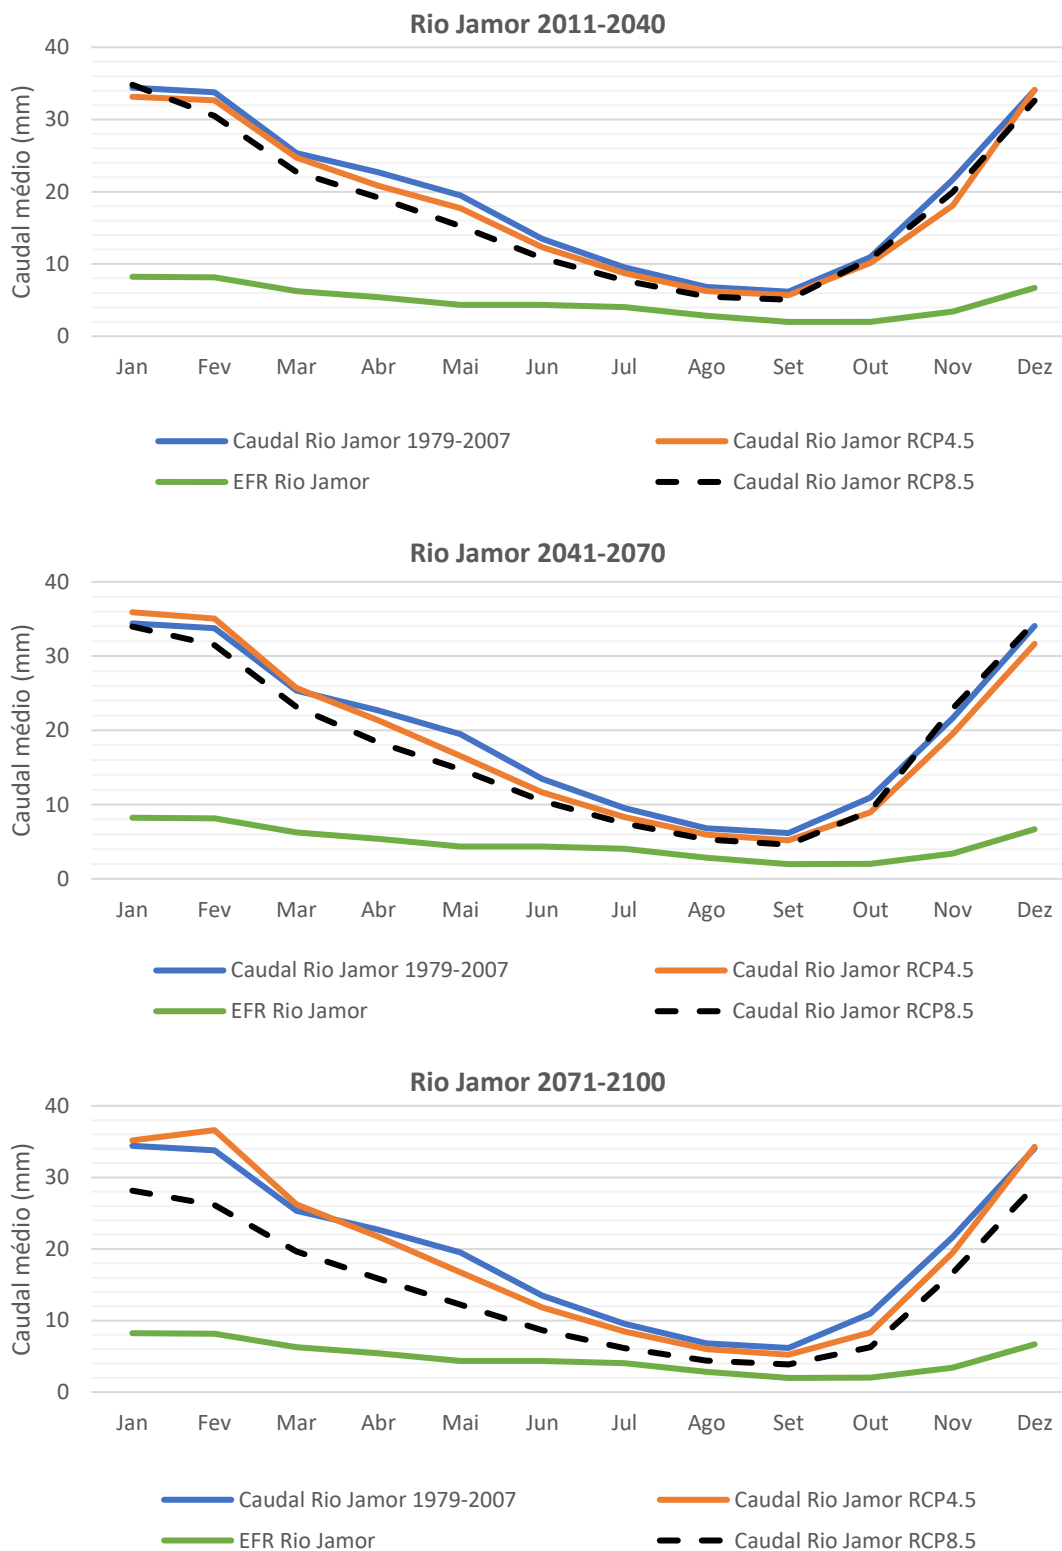 Rio Jamor 2011-2040
Caudal médio (mm)
40
30
20
10
0
Jan Fev Mar Abr Mai Jun Jul Ago Set Out Nov Dez
Caudal Rio Jamor 1979-2007 Caudal Rio Jamor RCP4.5
EFR Rio Jamor Caudal Rio Jamor RCP8.5
Rio Jamor 2041-2070
Caudal médio (mm)
40
30
20
10
0
Jan Fev Mar Abr Mai Jun Jul Ago Set Out Nov Dez
Caudal Rio Jamor 1979-2007 Caudal Rio Jamor RCP4.5
EFR Rio Jamor Caudal Rio Jamor RCP8.5
Rio Jamor 2071-2100
Caudal médio (mm)
40
30
20
10
0
Jan Fev Mar Abr Mai Jun Jul Ago Set Out Nov Dez
Caudal Rio Jamor 1979-2007 Caudal Rio Jamor RCP4.5
EFR Rio Jamor Caudal Rio Jamor RCP8.5